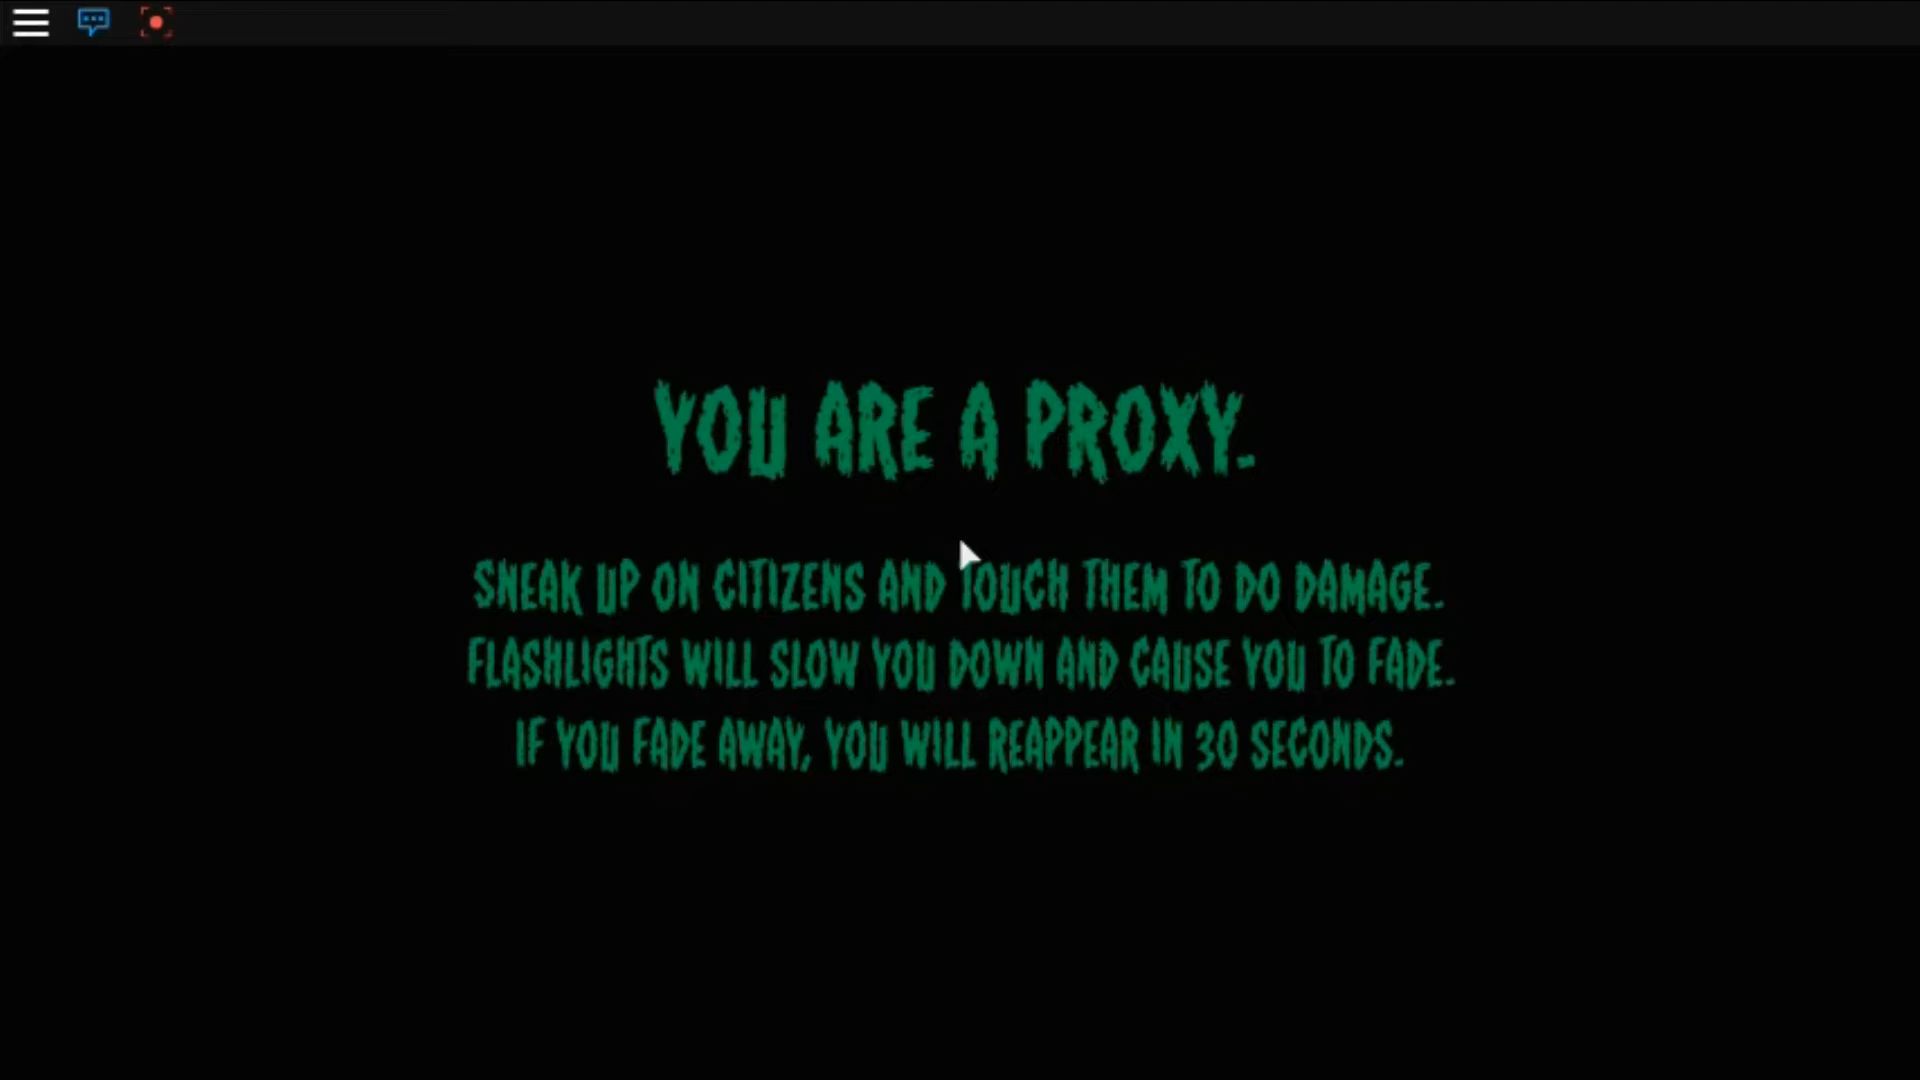 YOU ARE A PROXY.
SNEAK UP ON CITIZENS AND TOUCH THEM TO DO DAMAGE.
FLASHLIGHTS WILL SLOW YOU DOWN AND CAUSE YOU TO FADE.
IF YOU FADE AWAY, YOU WILL REAPPEAR IN 30 SECONDS.